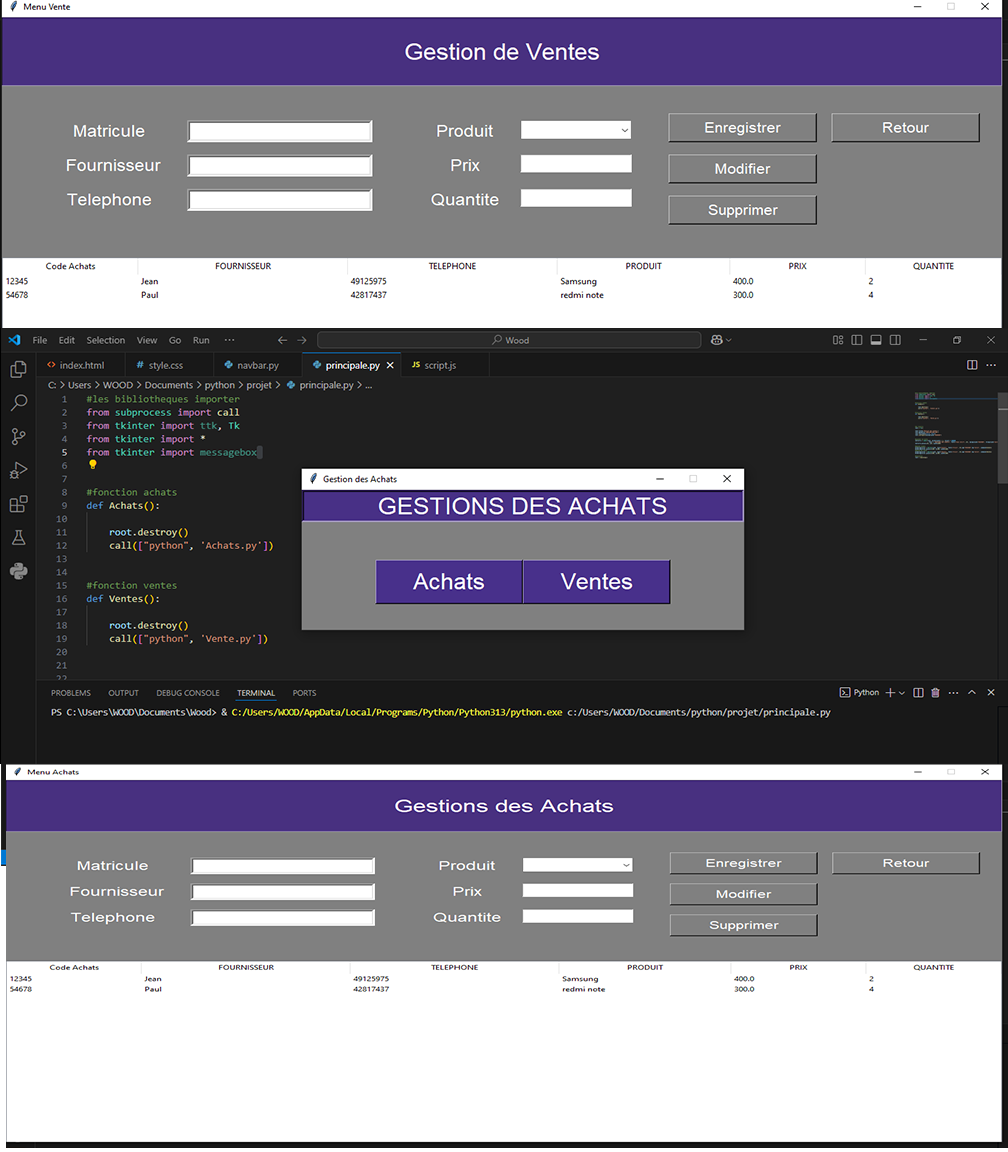 Menu Vente
Gestion de Ventes
Matricule Produit Enregistrer Retour
Fournisseur Prix Modifier
Telephone Quantite Supprimer
Code Achats FOURNISSEUR TELEPHONE PRODUIT PRIX QUANTITE
12345 Jean 49125975 Samsung 400.0 2
54678 Paul 42817437 redmi note 300.0 4
File Edit Selection View Go Run ··· Wood
<> index.html # style.css navbar.py principale.py JS script.js
C: > Users > WOOD > Documents > python > projet > principale.py > ...
1 #les bibliotheques importer
2 from subprocess import call
3 from tkinter import ttk, Tk
4 from tkinter import *
5 from tkinter import messagebox
6
7
8 #fonction achats
9 def Achats():
10
11 root.destroy()
12 call(["python", 'Achats.py'])
13
14
15 #fonction ventes
16 def Ventes():
17
18 root.destroy()
19 call(["python", 'Vente.py'])
20
21
22
Gestion des Achats
GESTIONS DES ACHATS
Achats Ventes
PROBLEMS OUTPUT DEBUG CONSOLE TERMINAL PORTS Python
PS C:\Users\WOOD\Documents\Wood> & C:/Users/WOOD/AppData/Local/Programs/Python/Python313/python.exe c:/Users/WOOD/Documents/python/projet/principale.py
Menu Achats
Gestions des Achats
Matricule Produit Enregistrer Retour
Fournisseur Prix Modifier
Telephone Quantite Supprimer
Code Achats FOURNISSEUR TELEPHONE PRODUIT PRIX QUANTITE
12345 Jean 49125975 Samsung 400.0 2
54678 Paul 42817437 redmi note 300.0 4